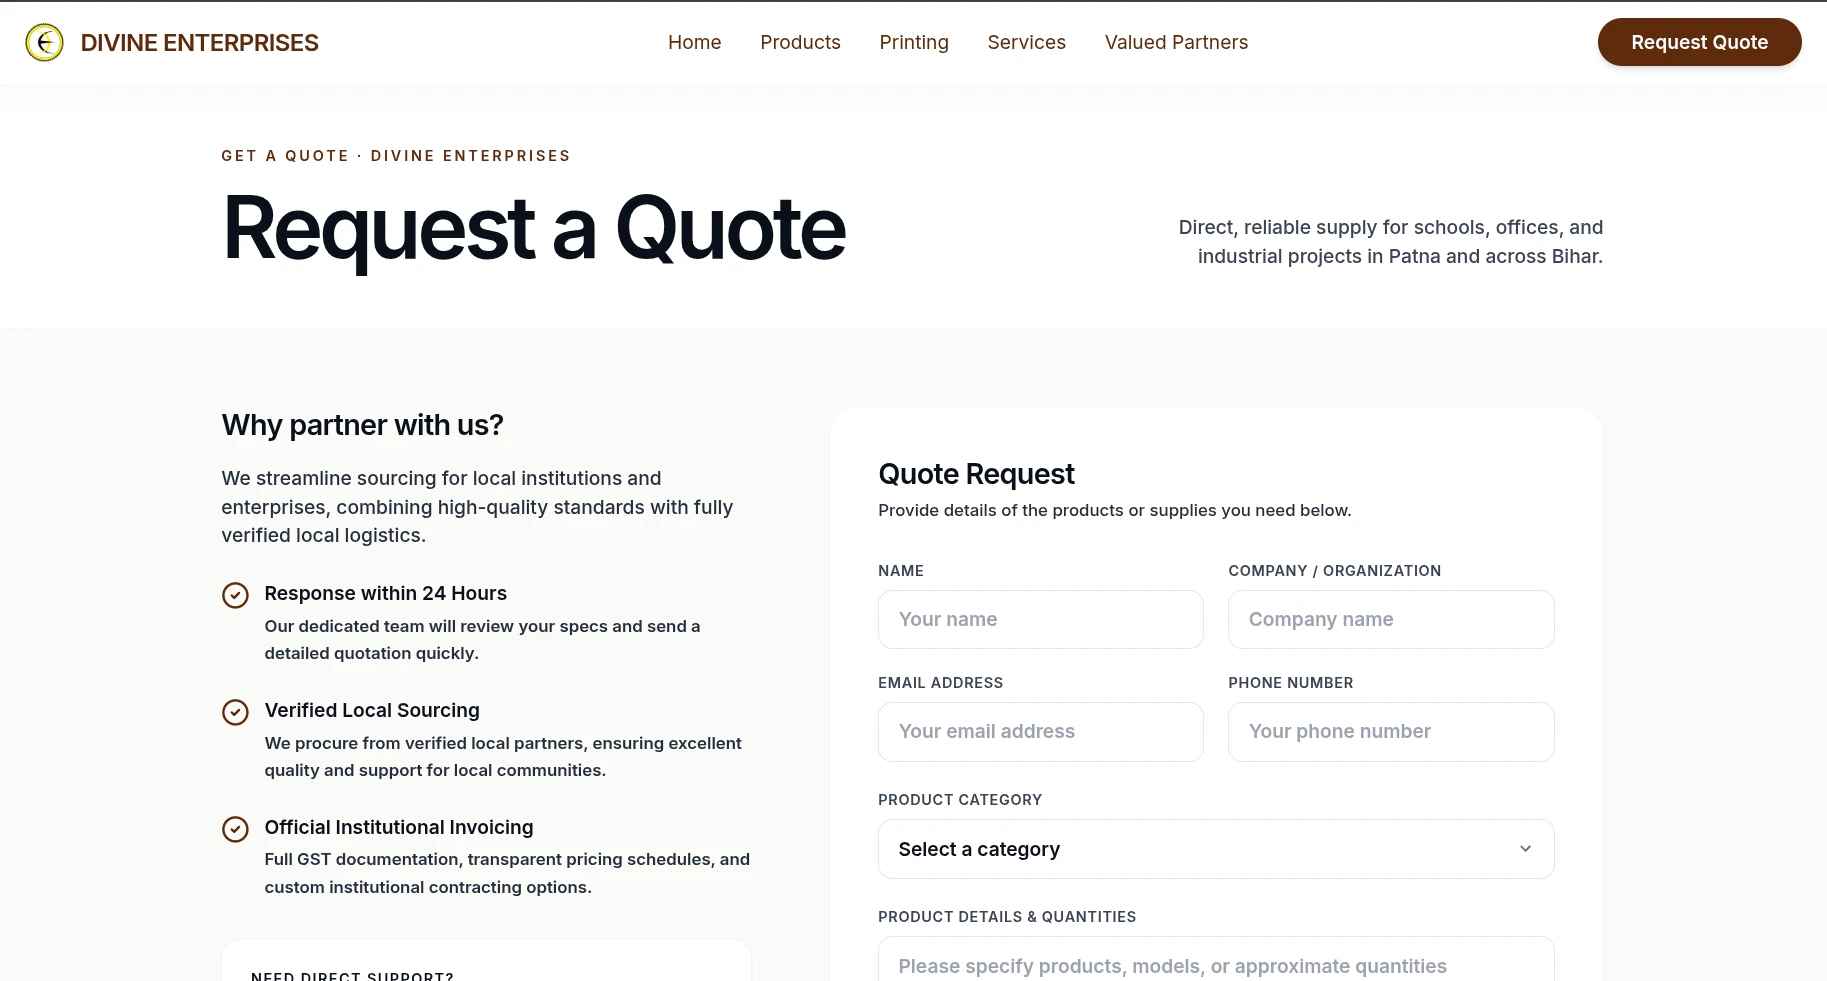 DIVINE ENTERPRISES
Home
Products
Printing
Services
Valued Partners
Request Quote
GET A QUOTE · DIVINE ENTERPRISES
Request a Quote
Direct, reliable supply for schools, offices, and
industrial projects in Patna and across Bihar.
Why partner with us?
We streamline sourcing for local institutions and
enterprises, combining high-quality standards with fully
verified local logistics.
Response within 24 Hours
Our dedicated team will review your specs and send a
detailed quotation quickly.
Verified Local Sourcing
We procure from verified local partners, ensuring excellent
quality and support for local communities.
Official Institutional Invoicing
Full GST documentation, transparent pricing schedules, and
custom institutional contracting options.
NEED DIRECT SUPPORT?
Quote Request
Provide details of the products or supplies you need below.
NAME
Your name
COMPANY / ORGANIZATION
Company name
EMAIL ADDRESS
Your email address
PHONE NUMBER
Your phone number
PRODUCT CATEGORY
Select a category
PRODUCT DETAILS & QUANTITIES
Please specify products, models, or approximate quantities